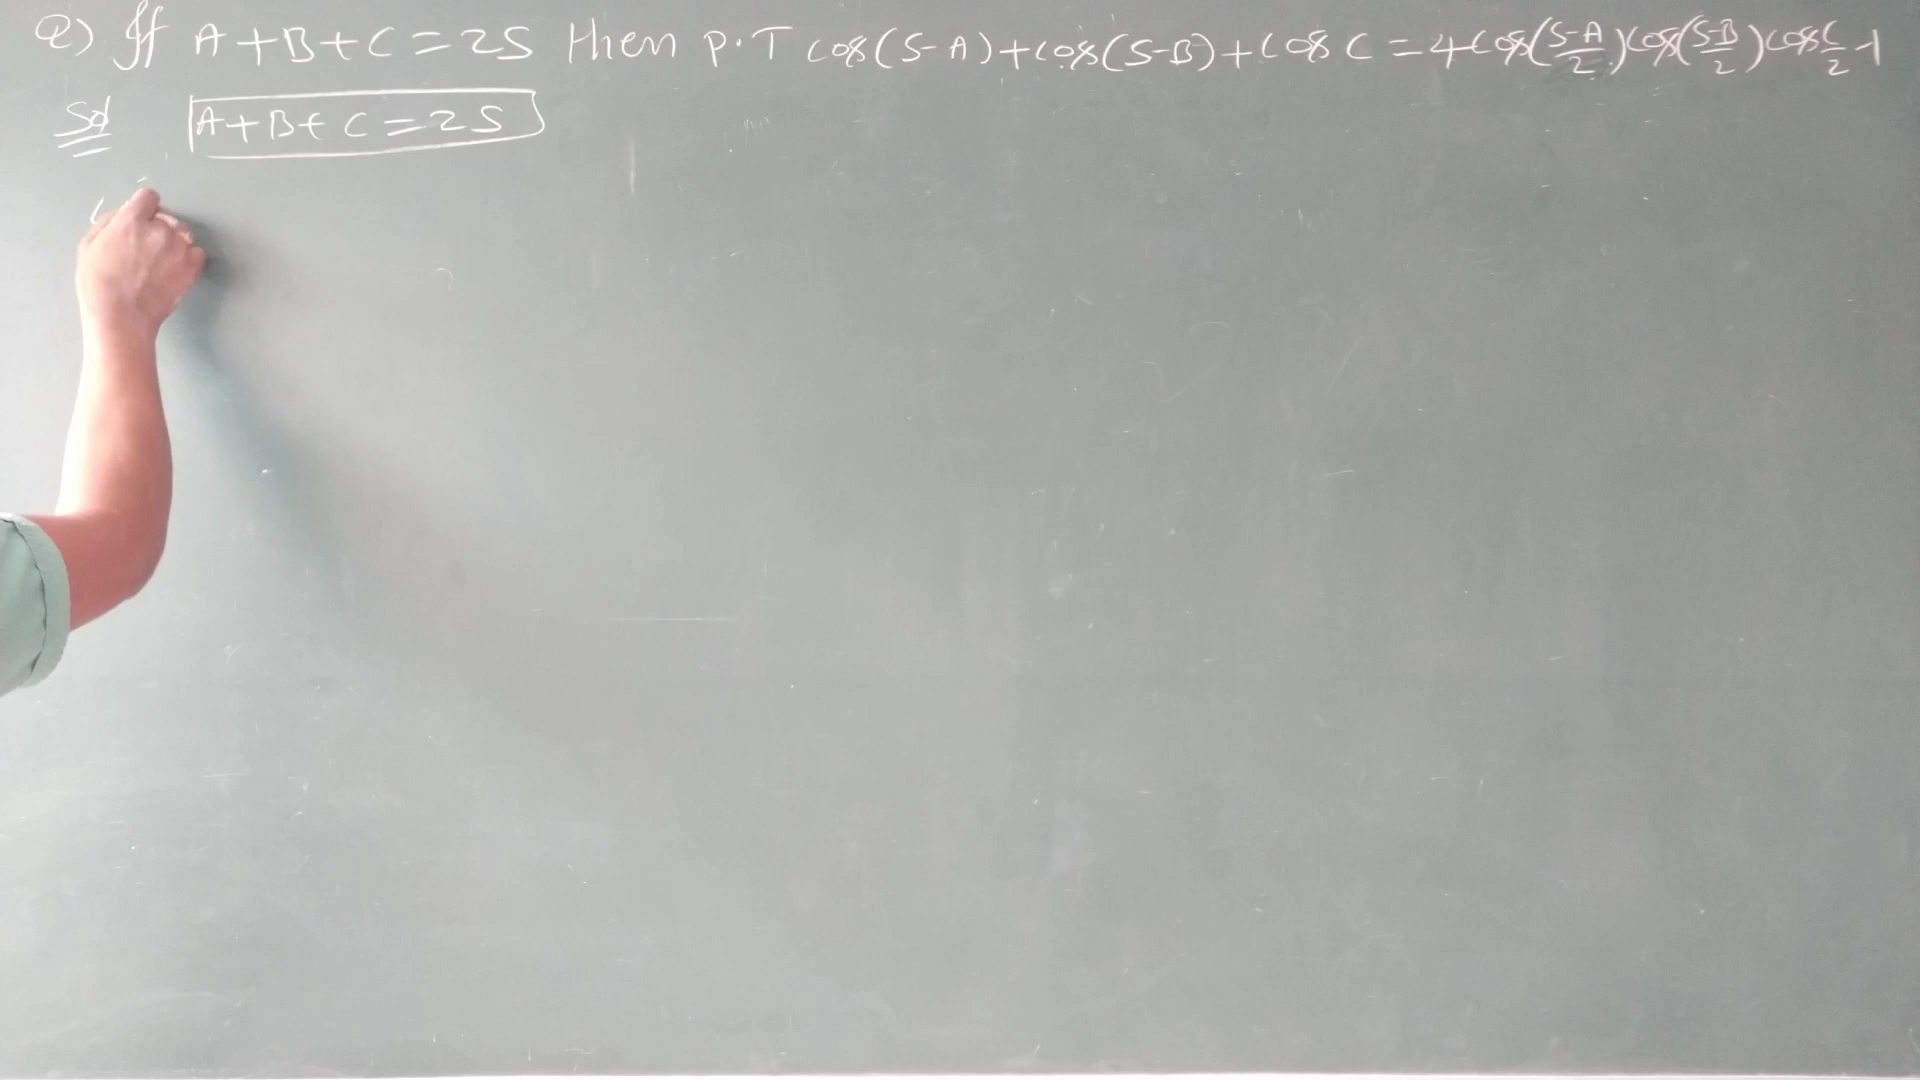 Q) If A+B+C=2S then P.T cos(S-A)+cos(S-B)+cos C = 4cos(S-A/2)cos(S-B/2)cos C/2 -1
Sol A+B+C=2S